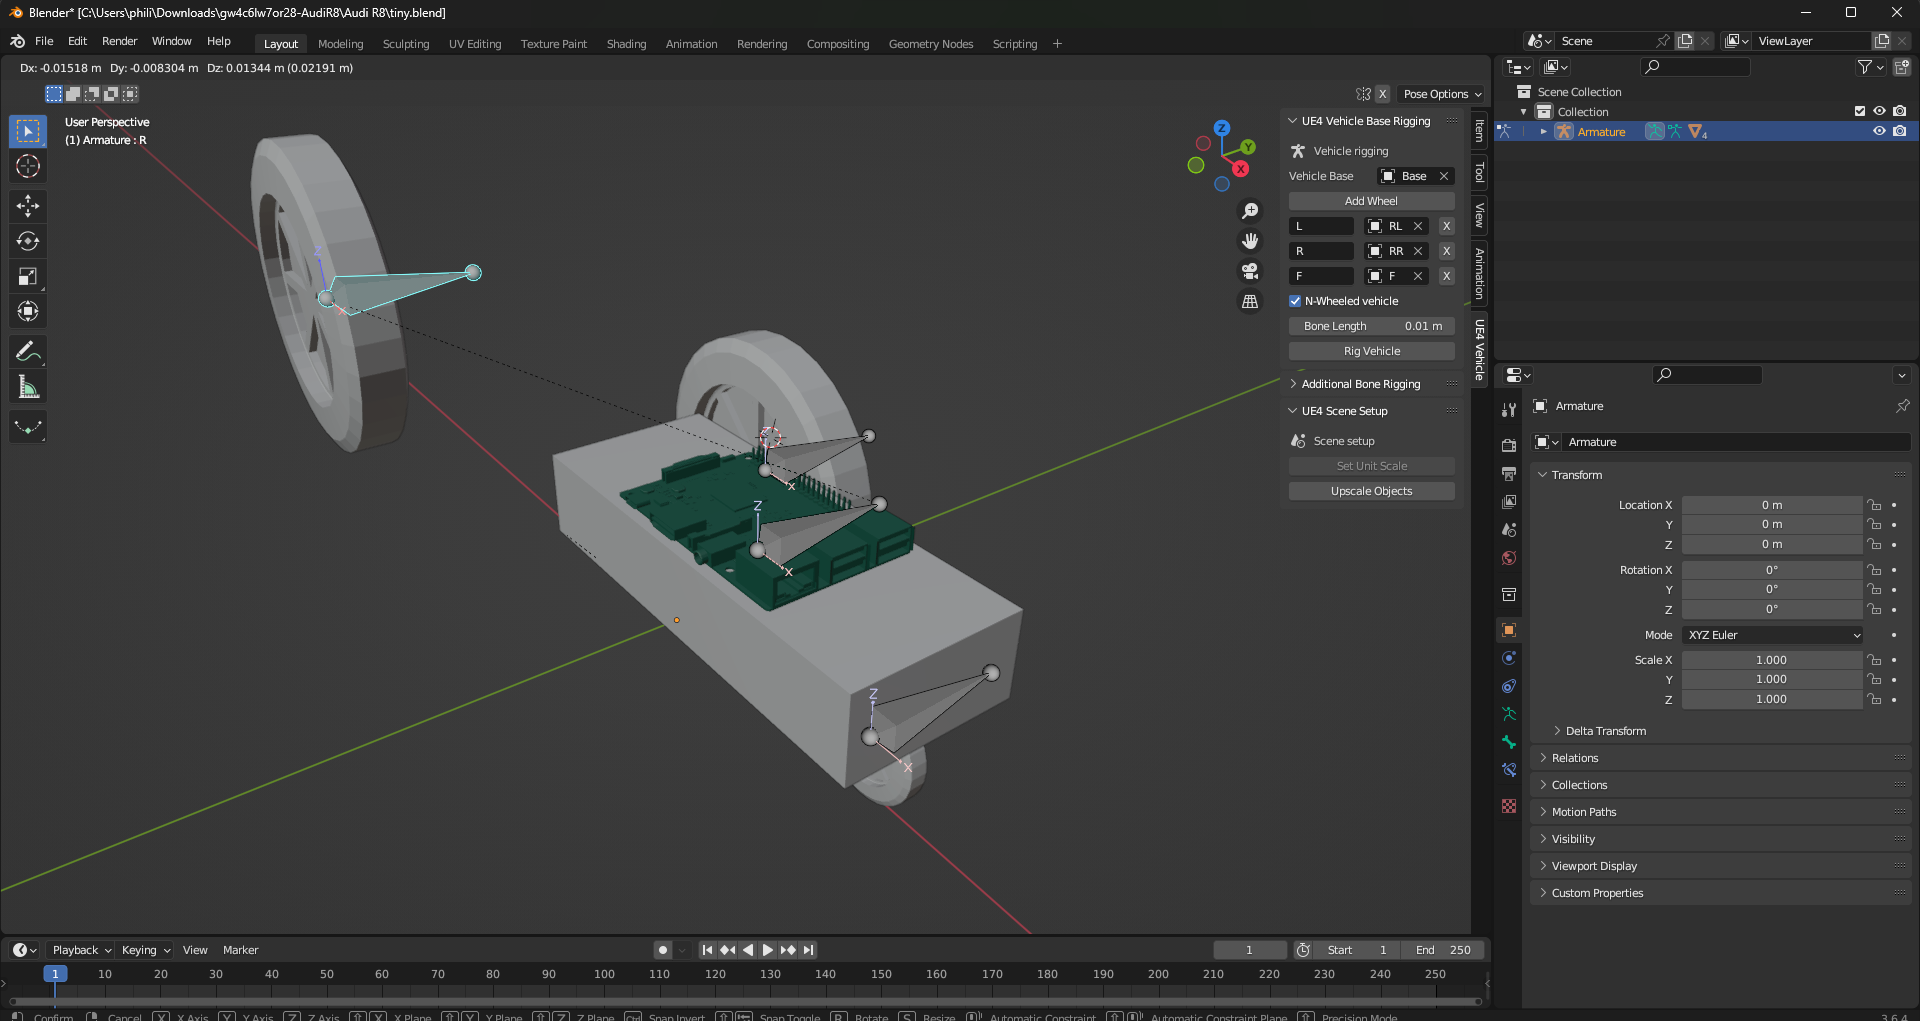 Blender* [C:\Users\phili\Downloads\gw4c6lw7or28-AudiR8\Audi R8\tiny.blend]
File Edit Render Window Help Layout Modeling Sculpting UV Editing Texture Paint Shading Animation Rendering Compositing Geometry Nodes Scripting + Scene ViewLayer
Dx: -0.01518 m Dy: -0.008304 m Dz: 0.01344 m (0.02191 m)
X Pose Options
User Perspective
(1) Armature : R
Z
Y
X
UE4 Vehicle Base Rigging
Vehicle rigging
Vehicle Base Base
Add Wheel
L RL X
R RR X
F F X
N-Wheeled vehicle
Bone Length 0.01 m
Rig Vehicle
Additional Bone Rigging
UE4 Scene Setup
Scene setup
Set Unit Scale
Upscale Objects
Item
Tool
View
Animation
UE4 Vehicle
Z
X
Z
X
Z
X
Z
X
Scene Collection
Collection
Armature 4
Armature
Armature
Transform
Location X 0 m
Y 0 m
Z 0 m
Rotation X 0°
Y 0°
Z 0°
Mode XYZ Euler
Scale X 1.000
Y 1.000
Z 1.000
Delta Transform
Relations
Collections
Motion Paths
Visibility
Viewport Display
Custom Properties
Playback Keying View Marker 1 Start 1 End 250
1 10 20 30 40 50 60 70 80 90 100 110 120 130 140 150 160 170 180 190 200 210 220 230 240 250
Confirm Cancel X X Axis Y Y Axis Z Z Axis X X Plane Y Y Plane Z Z Plane Ctrl Snap Invert Snap Toggle R Rotate S Resize Automatic Constraint Automatic Constraint Plane Precision Mode 3.6.4